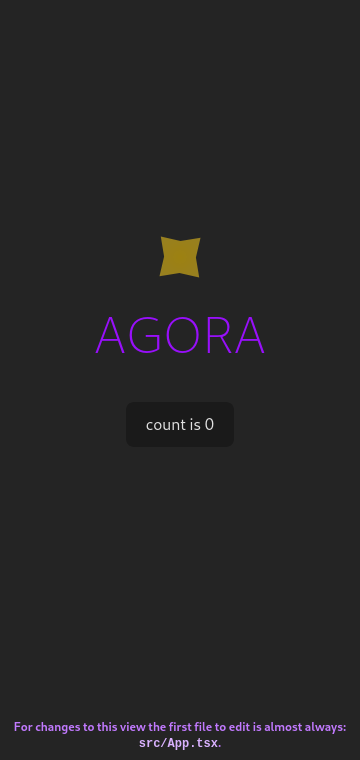 AGORA
count is 0
For changes to this view the first file to edit is almost always:
src/App.tsx.